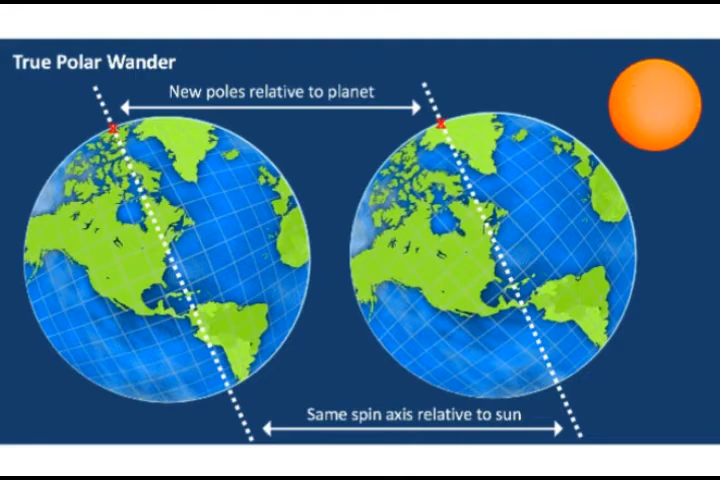 True Polar Wander
New poles relative to planet
Same spin axis relative to sun